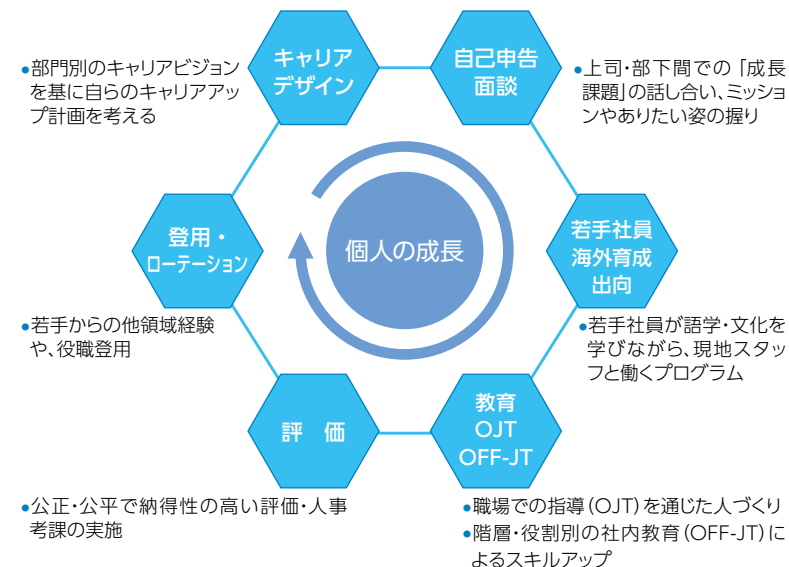 キャリア
デザイン
●部門別のキャリアビジョン
を基に自らのキャリアアッ
プ計画を考える
自己申告
面談
●上司・部下間での「成長
課題」の話し合い、ミッショ
ンやありたい姿の握り
個人の成長
登用・
ローテーション
●若手からの他領域経験
や、役職登用
若手社員
海外育成
出向
●若手社員が語学・文化を
学びながら、現地スタッ
フと働くプログラム
評　価
●公正・公平で納得性の高い評価・人事
考課の実施
教育
OJT
OFF-JT
●職場での指導(OJT)を通じた人づくり
●階層・役割別の社内教育(OFF-JT)に
よるスキルアップ